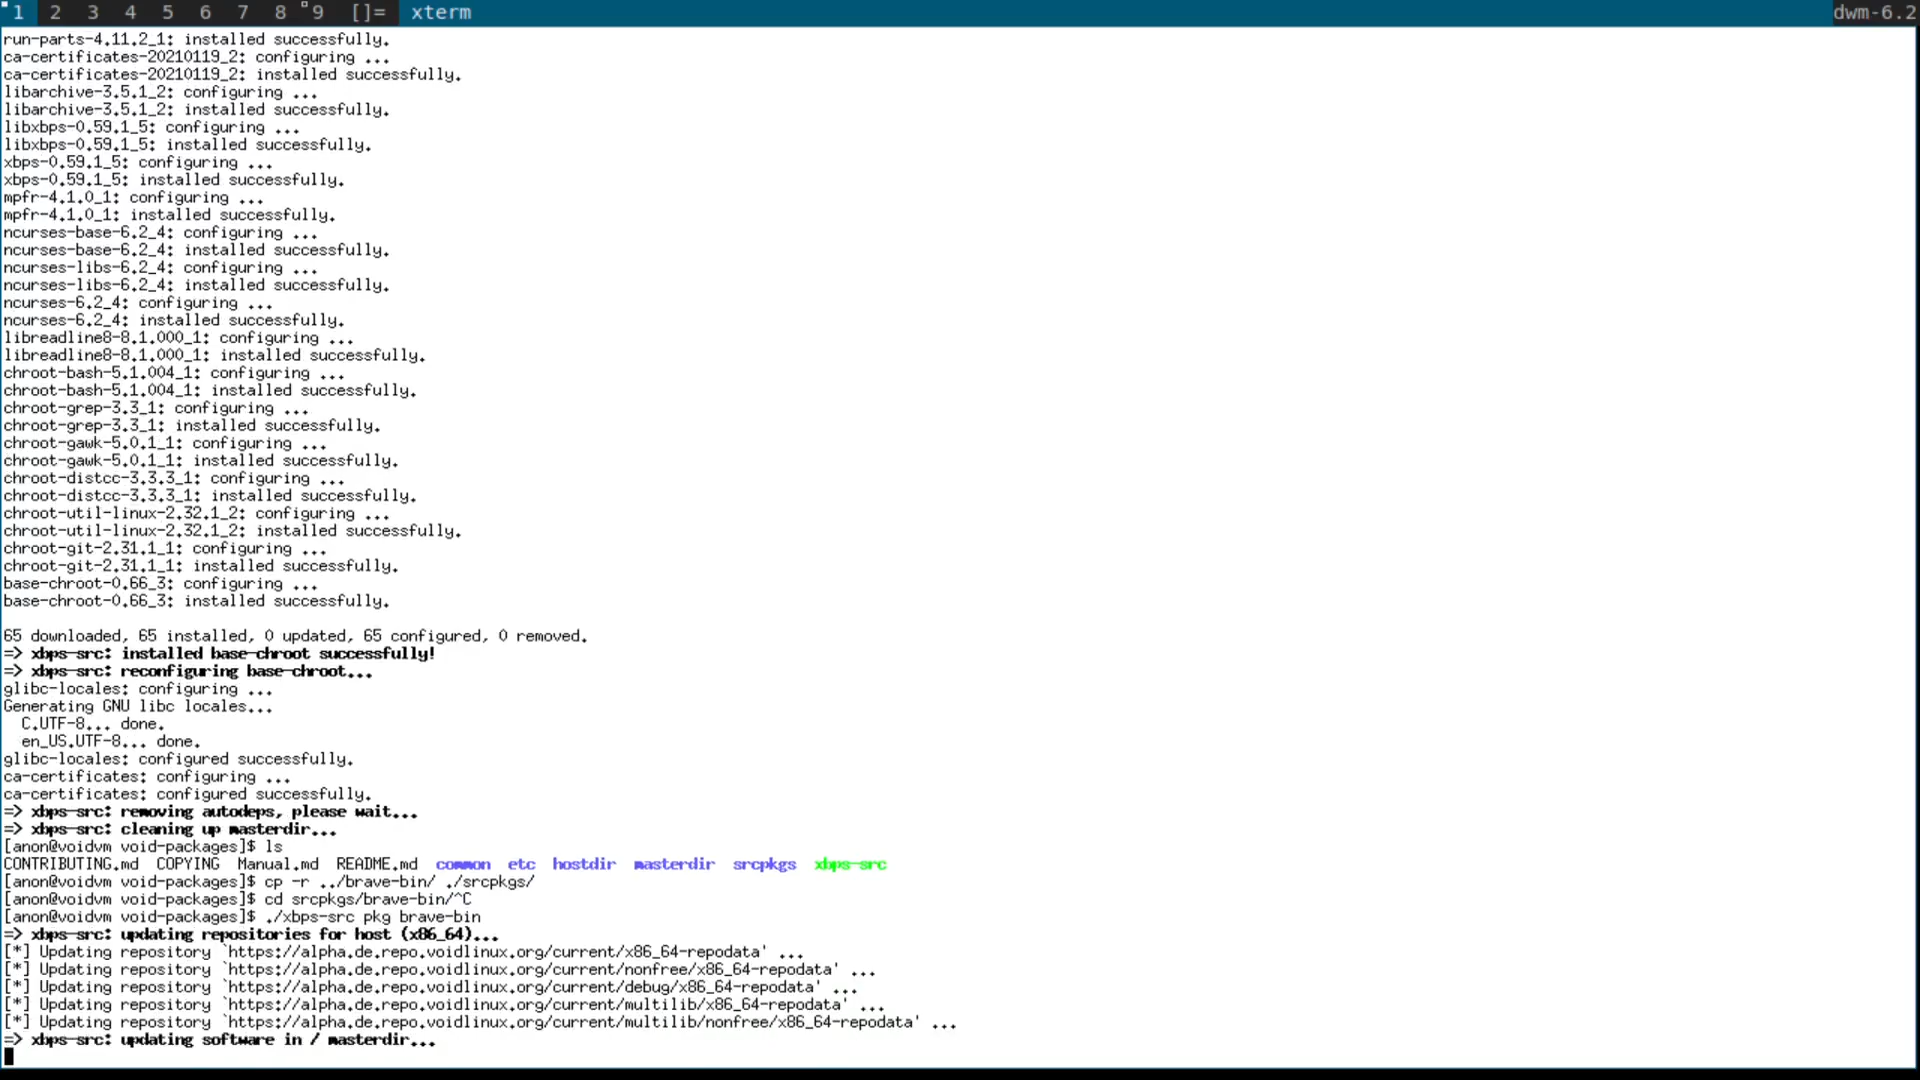 1 2 3 4 5 6 7 8 9 []= xterm dwm-6.2
run-parts-4.11.2_1: installed successfully.
ca-certificates-20210119_2: configuring ...
ca-certificates-20210119_2: installed successfully.
libarchive-3.5.1_2: configuring ...
libarchive-3.5.1_2: installed successfully.
libxbps-0.59.1_5: configuring ...
libxbps-0.59.1_5: installed successfully.
xbps-0.59.1_5: configuring ...
xbps-0.59.1_5: installed successfully.
mpfr-4.1.0_1: configuring ...
mpfr-4.1.0_1: installed successfully.
ncurses-base-6.2_4: configuring ...
ncurses-base-6.2_4: installed successfully.
ncurses-libs-6.2_4: configuring ...
ncurses-libs-6.2_4: installed successfully.
ncurses-6.2_4: configuring ...
ncurses-6.2_4: installed successfully.
libreadline8-8.1.000_1: configuring ...
libreadline8-8.1.000_1: installed successfully.
chroot-bash-5.1.004_1: configuring ...
chroot-bash-5.1.004_1: installed successfully.
chroot-grep-3.3_1: configuring ...
chroot-grep-3.3_1: installed successfully.
chroot-gawk-5.0.1_1: configuring ...
chroot-gawk-5.0.1_1: installed successfully.
chroot-distcc-3.3.3_1: configuring ...
chroot-distcc-3.3.3_1: installed successfully.
chroot-util-linux-2.32.1_2: configuring ...
chroot-util-linux-2.32.1_2: installed successfully.
chroot-git-2.31.1_1: configuring ...
chroot-git-2.31.1_1: installed successfully.
base-chroot-0.66_3: configuring ...
base-chroot-0.66_3: installed successfully.
65 downloaded, 65 installed, 0 updated, 65 configured, 0 removed.
=> xbps-src: installed base-chroot successfully!
=> xbps-src: reconfiguring base-chroot...
glibc-locales: configuring ...
Generating GNU libc locales...
  C.UTF-8... done.
  en_US.UTF-8... done.
glibc-locales: configured successfully.
ca-certificates: configuring ...
ca-certificates: configured successfully.
=> xbps-src: removing autodeps, please wait...
=> xbps-src: cleaning up masterdir...
[anon@voidvm void-packages]$ ls
CONTRIBUTING.md  COPYING  Manual.md  README.md  common  etc  hostdir  masterdir  srcpkgs  xbps-src
[anon@voidvm void-packages]$ cp -r ../brave-bin/ ./srcpkgs/
[anon@voidvm void-packages]$ cd srcpkgs/brave-bin/^C
[anon@voidvm void-packages]$ ./xbps-src pkg brave-bin
=> xbps-src: updating repositories for host (x86_64)...
[*] Updating repository `https://alpha.de.repo.voidlinux.org/current/x86_64-repodata' ...
[*] Updating repository `https://alpha.de.repo.voidlinux.org/current/nonfree/x86_64-repodata' ...
[*] Updating repository `https://alpha.de.repo.voidlinux.org/current/debug/x86_64-repodata' ...
[*] Updating repository `https://alpha.de.repo.voidlinux.org/current/multilib/x86_64-repodata' ...
[*] Updating repository `https://alpha.de.repo.voidlinux.org/current/multilib/nonfree/x86_64-repodata' ...
=> xbps-src: updating software in / masterdir...